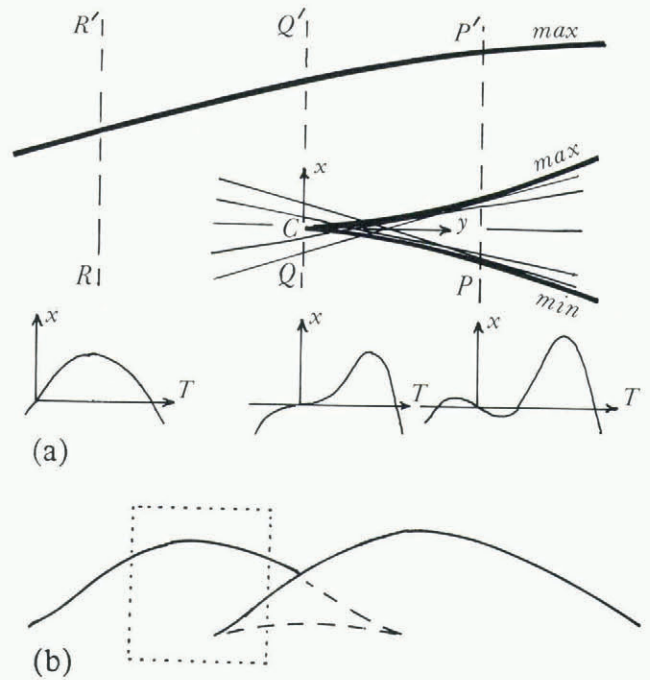 R′ Q′ P′ max
x max
C y
R Q P min
x x x
T T T
(a)
(b)